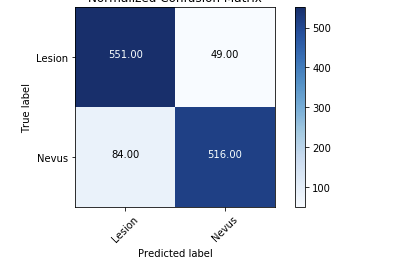 Normalized Confusion Matrix
True label
Lesion
551.00
49.00
Nevus
84.00
516.00
Lesion
Nevus
Predicted label
500
400
300
200
100